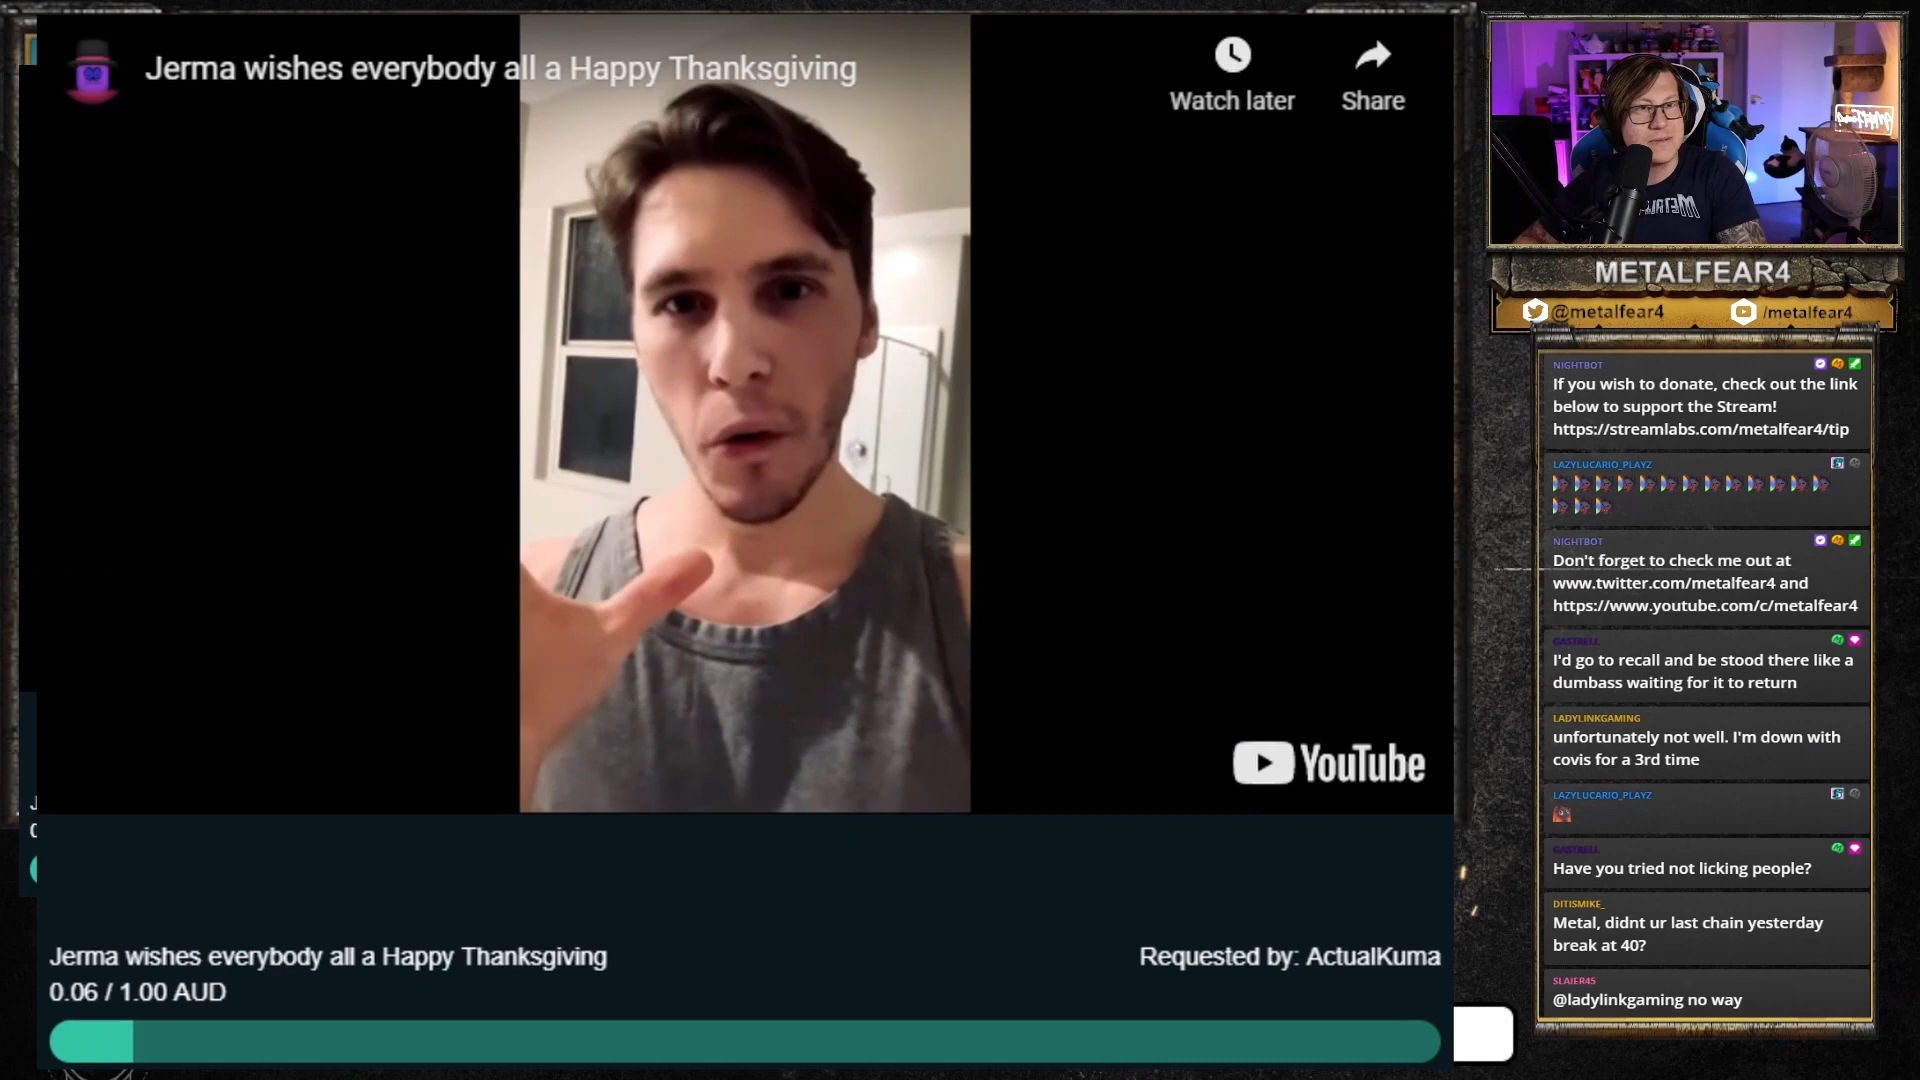 Jerma wishes everybody all a Happy Thanksgiving
Watch later
Share
YouTube
Jerma wishes everybody all a Happy Thanksgiving
Requested by: ActualKuma
0.06 / 1.00 AUD
METALFEAR4
@metalfear4
/metalfear4
NIGHTBOT
If you wish to donate, check out the link
below to support the Stream!
https://streamlabs.com/metalfear4/tip
LAZYLUCARIO_PLAYZ
NIGHTBOT
Don't forget to check me out at
www.twitter.com/metalfear4 and
https://www.youtube.com/c/metalfear4
GASTRELL
I'd go to recall and be stood there like a
dumbass waiting for it to return
LADYLINKGAMING
unfortunately not well. I'm down with
covis for a 3rd time
LAZYLUCARIO_PLAYZ
GASTRELL
Have you tried not licking people?
DITISMIKE_
Metal, didnt ur last chain yesterday
break at 40?
SLAIER45
@ladylinkgaming no way